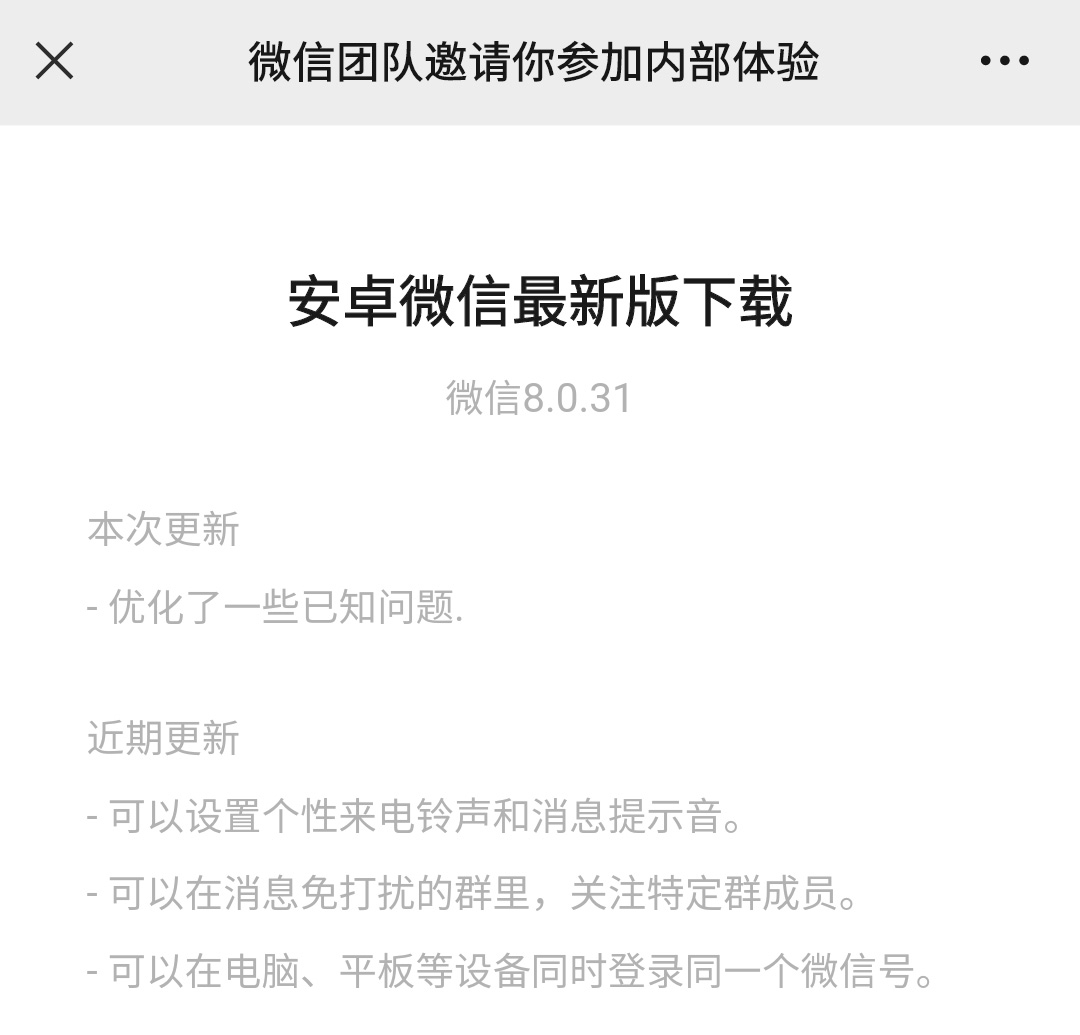 微信团队邀请你参加内部体验
安卓微信最新版下载
微信8.0.31
本次更新
- 优化了一些已知问题.
近期更新
- 可以设置个性来电铃声和消息提示音。
- 可以在消息免打扰的群里，关注特定群成员。
- 可以在电脑、平板等设备同时登录同一个微信号。